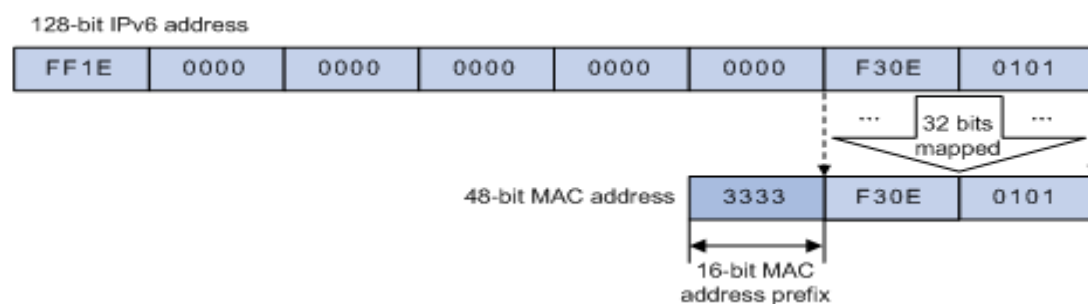 128-bit IPv6 address
FF1E 0000 0000 0000 0000 0000 F30E 0101
... 32 bits ...
mapped
48-bit MAC address 3333 F30E 0101
16-bit MAC
address prefix